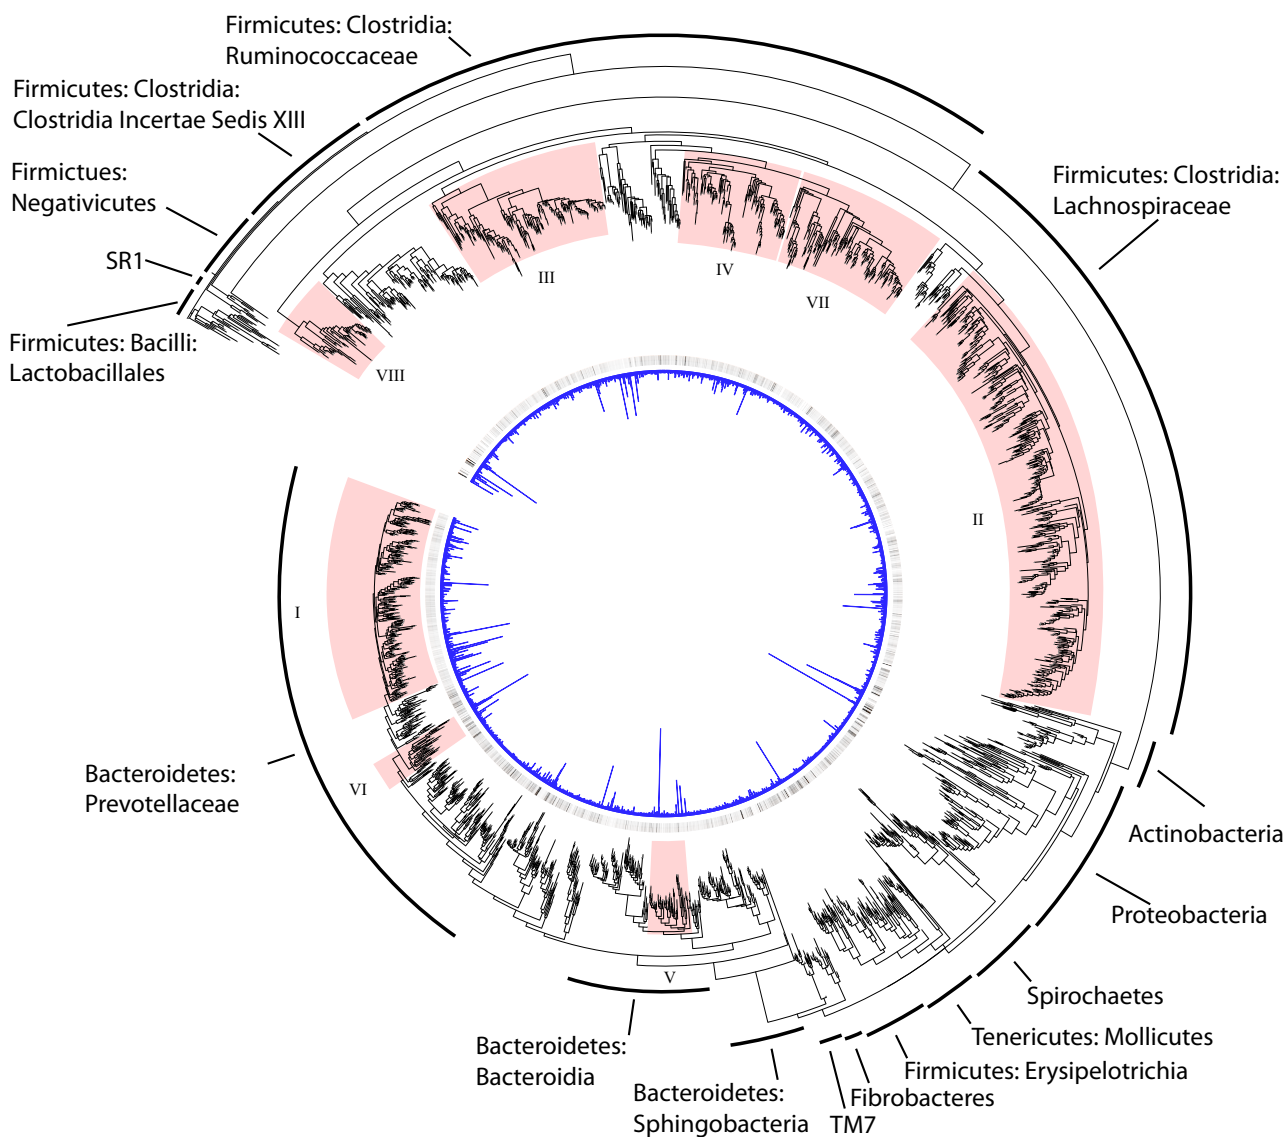 Firmicutes: Clostridia:
Ruminococcaceae
Firmicutes: Clostridia:
Clostridia Incertae Sedis XIII
Firmictues:
Negativicutes
SR1
Firmicutes: Bacilli:
Lactobacillales
Firmicutes: Clostridia:
Lachnospiraceae
III
IV
VII
VIII
II
I
VI
V
Bacteroidetes:
Prevotellaceae
Actinobacteria
Proteobacteria
Spirochaetes
Tenericutes: Mollicutes
Firmicutes: Erysipelotrichia
Fibrobacteres
TM7
Bacteroidetes:
Bacteroidia
Bacteroidetes:
Sphingobacteria